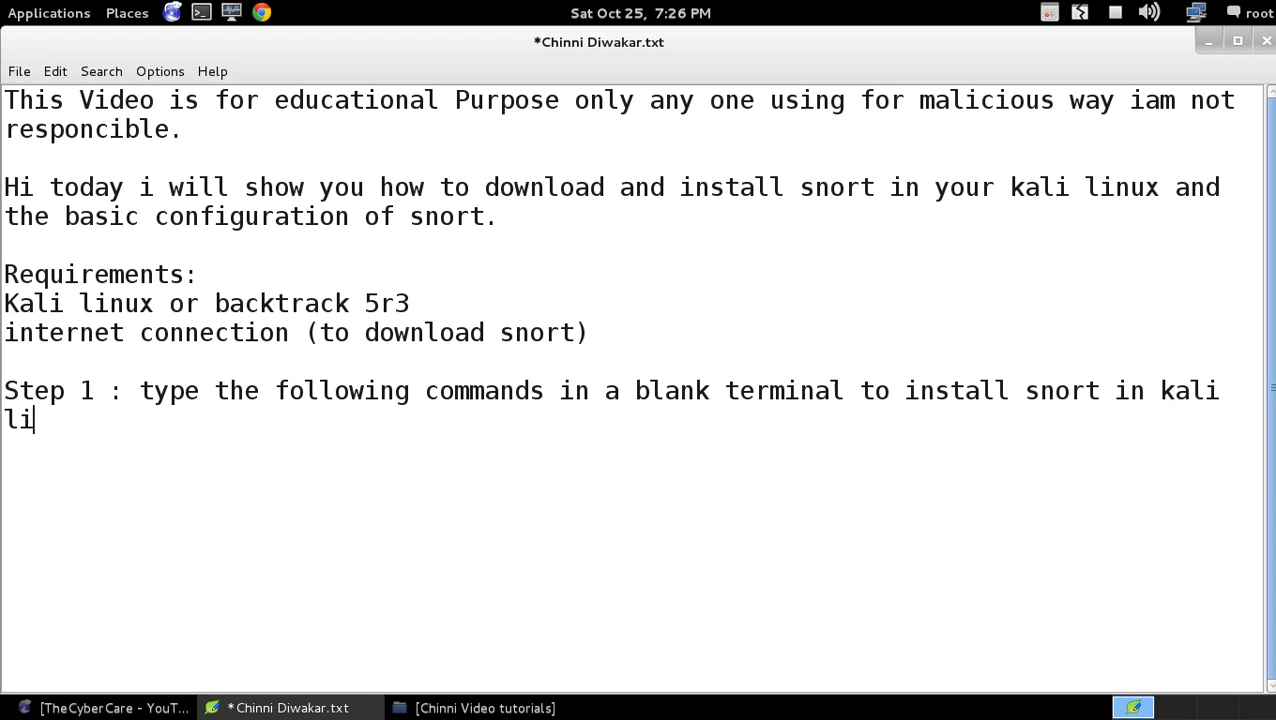 Applications Places Sat Oct 25, 7:26 PM root
*Chinni Diwakar.txt
File Edit Search Options Help
This Video is for educational Purpose only any one using for malicious way iam not
responcible.
Hi today i will show you how to download and install snort in your kali linux and
the basic configuration of snort.
Requirements:
Kali linux or backtrack 5r3
internet connection (to download snort)
Step 1 : type the following commands in a blank terminal to install snort in kali
li
[TheCyberCare - YouT... *Chinni Diwakar.txt [Chinni Video tutorials]